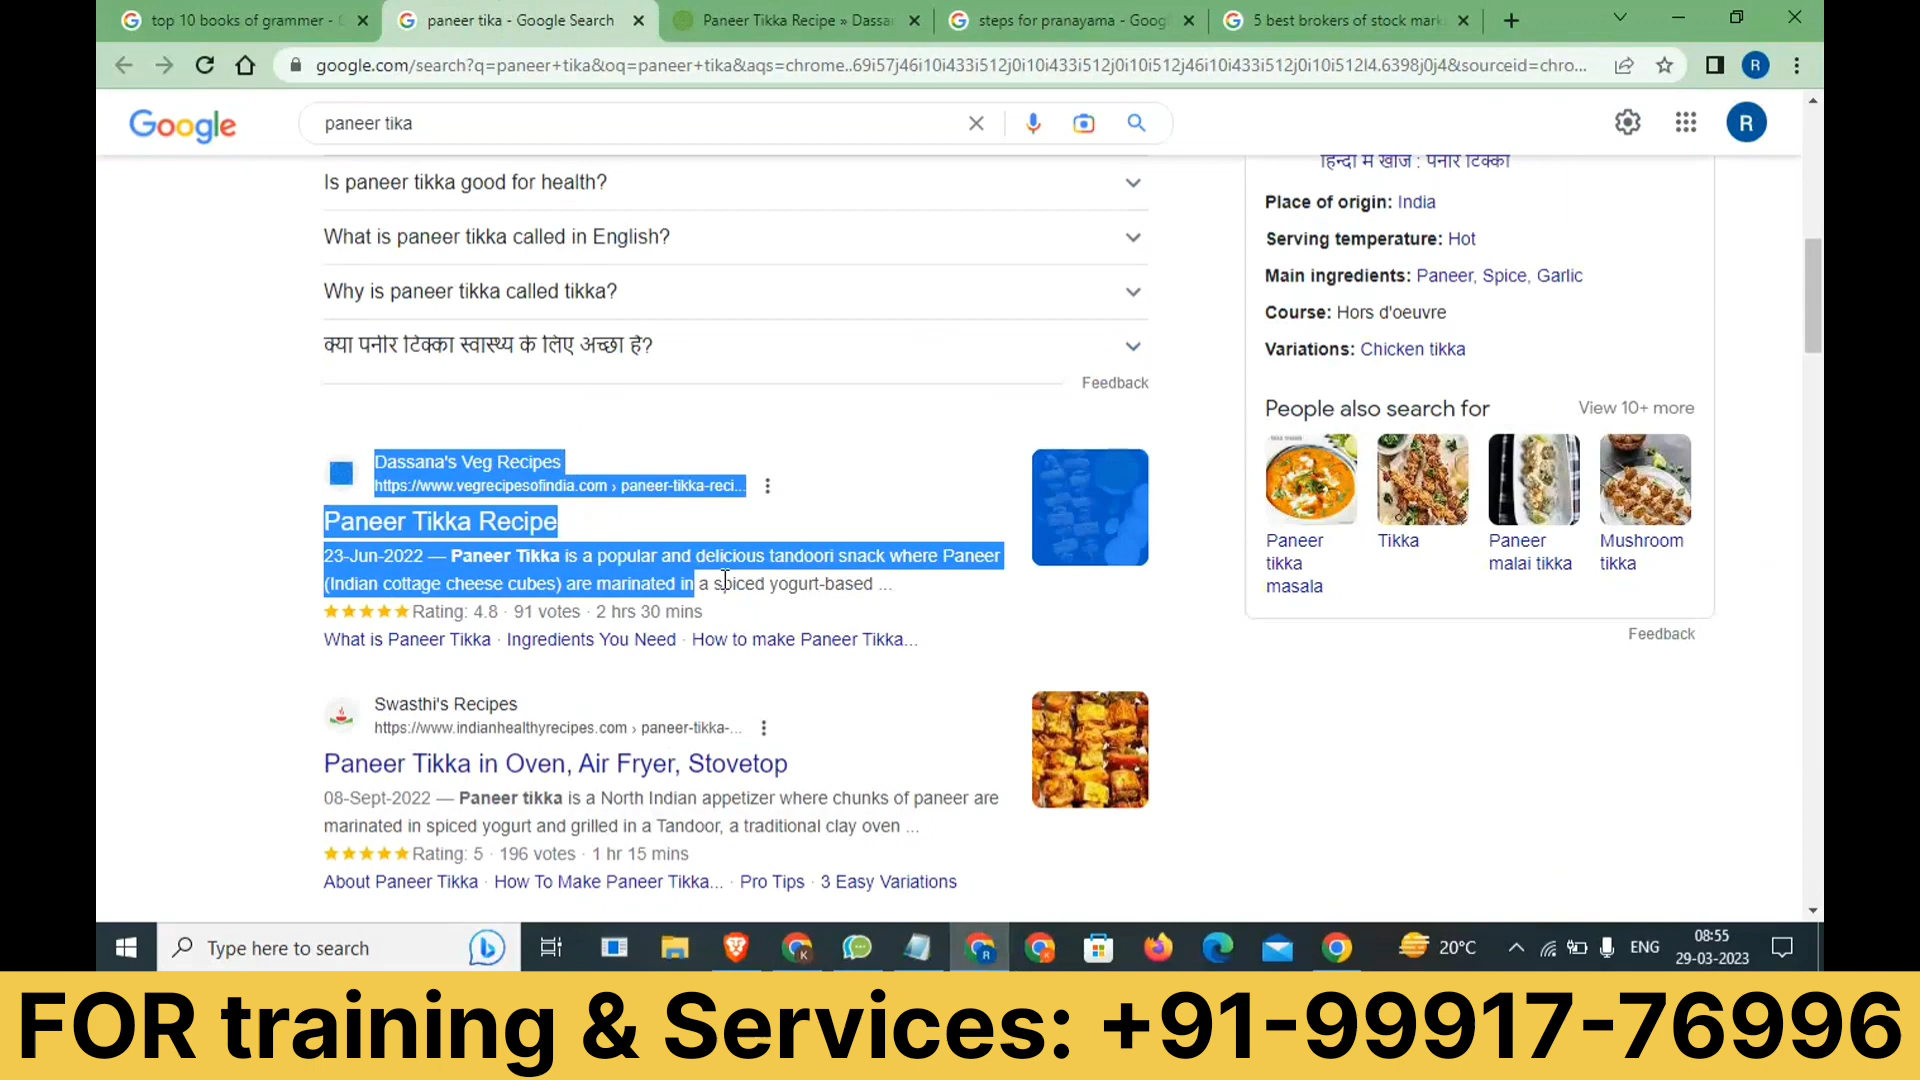 top 10 books of grammer -
paneer tika - Google Search
Paneer Tikka Recipe » Dassa
steps for pranayama - Goog
5 best brokers of stock mark
google.com/search?q=paneer+tika&oq=paneer+tika&aqs=chrome..69i57j46i10i433i512j0i10i433i512j0i10i512j46i10i433i512j0i10i512l4.6398j0j4&sourceid=chro...
R
Google
paneer tika
R
Is paneer tikka good for health?
What is paneer tikka called in English?
Why is paneer tikka called tikka?
क्या पनीर टिक्का स्वास्थ्य के लिए अच्छा है?
Feedback
Dassana's Veg Recipes
https://www.vegrecipesofindia.com › paneer-tikka-reci...
Paneer Tikka Recipe
23-Jun-2022 — Paneer Tikka is a popular and delicious tandoori snack where Paneer
(Indian cottage cheese cubes) are marinated in a spiced yogurt-based ...
Rating: 4.8 · 91 votes · 2 hrs 30 mins
What is Paneer Tikka · Ingredients You Need · How to make Paneer Tikka...
Swasthi's Recipes
https://www.indianhealthyrecipes.com › paneer-tikka-...
Paneer Tikka in Oven, Air Fryer, Stovetop
08-Sept-2022 — Paneer tikka is a North Indian appetizer where chunks of paneer are
marinated in spiced yogurt and grilled in a Tandoor, a traditional clay oven ...
Rating: 5 · 196 votes · 1 hr 15 mins
About Paneer Tikka · How To Make Paneer Tikka... · Pro Tips · 3 Easy Variations
हिन्दी में खोजें : पनीर टिक्का
Place of origin: India
Serving temperature: Hot
Main ingredients: Paneer, Spice, Garlic
Course: Hors d'oeuvre
Variations: Chicken tikka
People also search for
View 10+ more
Paneer tikka masala
Tikka
Paneer malai tikka
Mushroom tikka
Feedback
Type here to search
20°C
ENG
08:55
29-03-2023
FOR training & Services: +91-99917-76996